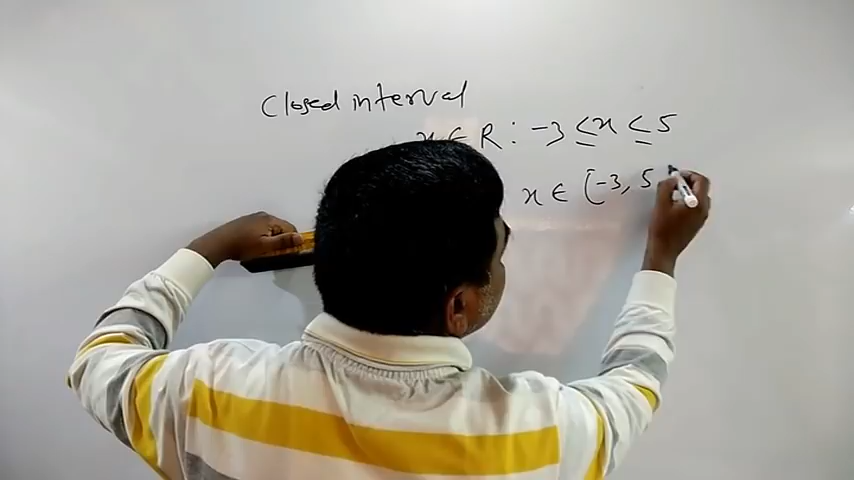 Closed interval
x ∈ R : -3 ≤ x ≤ 5
x ∈ [-3, 5